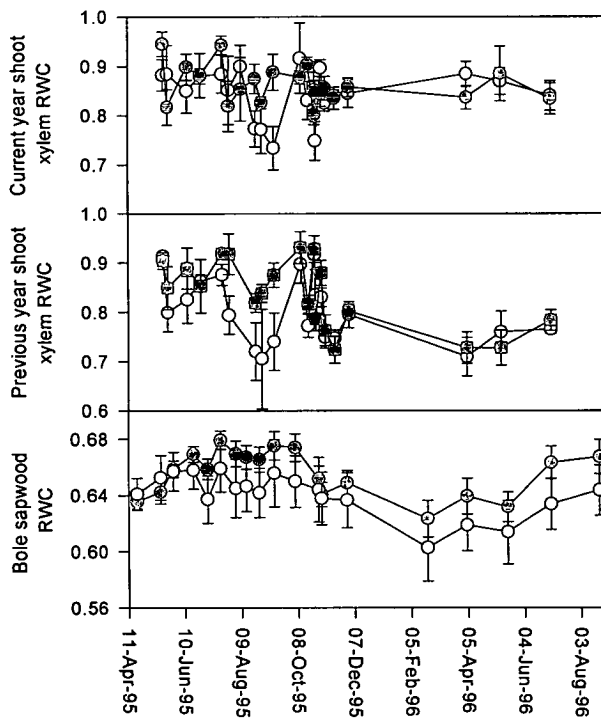 Current year shoot
xylem RWC
1.0
0.9
0.8
0.7
Previous year shoot
xylem RWC
1.0
0.9
0.8
0.7
0.6
Bole sapwood
RWC
0.68
0.64
0.60
0.56
11-Apr-95
10-Jun-95
09-Aug-95
08-Oct-95
07-Dec-95
05-Feb-96
05-Apr-96
04-Jun-96
03-Aug-96